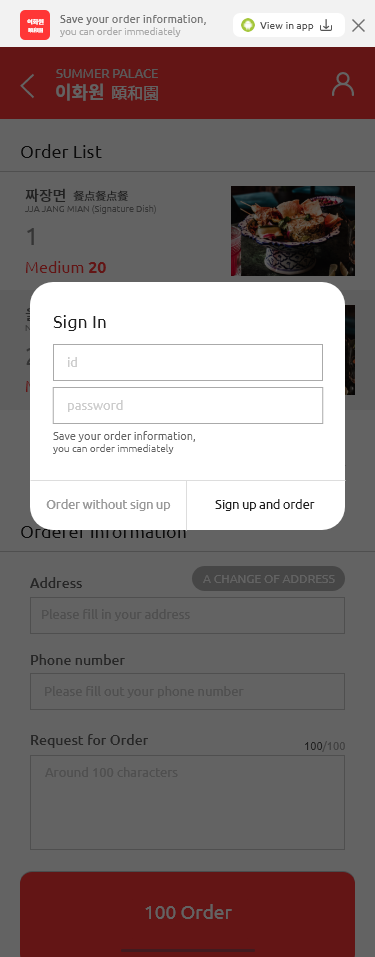 이화원
頤和園
Save your order information,
you can order immediately
View in app
SUMMER PALACE
이화원 頤和園
Order List
짜장면 餐点餐点餐
JJA JANG MIAN (Signature Dish)
1
Medium 20
Sign In
id
password
Save your order information,
you can order immediately
Order without sign up
Sign up and order
Orderer Information
Address
A CHANGE OF ADDRESS
Please fill in your address
Phone number
Please fill out your phone number
Request for Order
100/100
Around 100 characters
100 Order